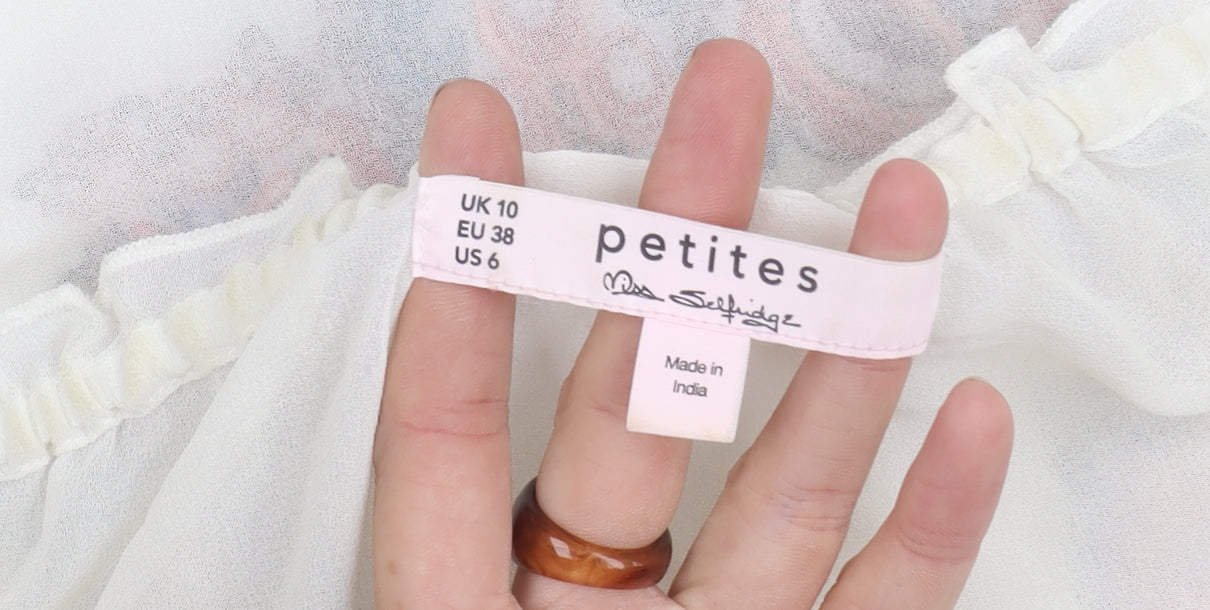 UK 10
EU 38
US 6
petites
Miss Selfridge
Made in
India